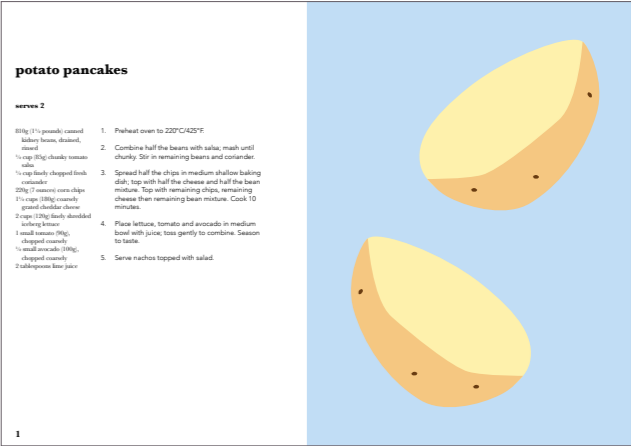 potato pancakes
serves 2
810g (1¾ pounds) canned
kidney beans, drained,
rinsed
cup (85g) chunky tomato
salsa
cup finely chopped fresh
coriander
220g (7 ounces) corn chips
1½ cups (180g) coarsely
grated cheddar cheese
2 cups (120g) finely shredded
iceberg lettuce
1 small tomato (90g),
chopped coarsely
½ small avocado (100g),
chopped coarsely
2 tablespoons lime juice
1. Preheat oven to 220°C/425°F.
2. Combine half the beans with salsa; mash until
chunky. Stir in remaining beans and coriander.
3. Spread half the chips in medium shallow baking
dish; top with half the cheese and half the bean
mixture. Top with remaining chips, remaining
cheese then remaining bean mixture. Cook 10
minutes.
4. Place lettuce, tomato and avocado in medium
bowl with juice; toss gently to combine. Season
to taste.
5. Serve nachos topped with salad.
1